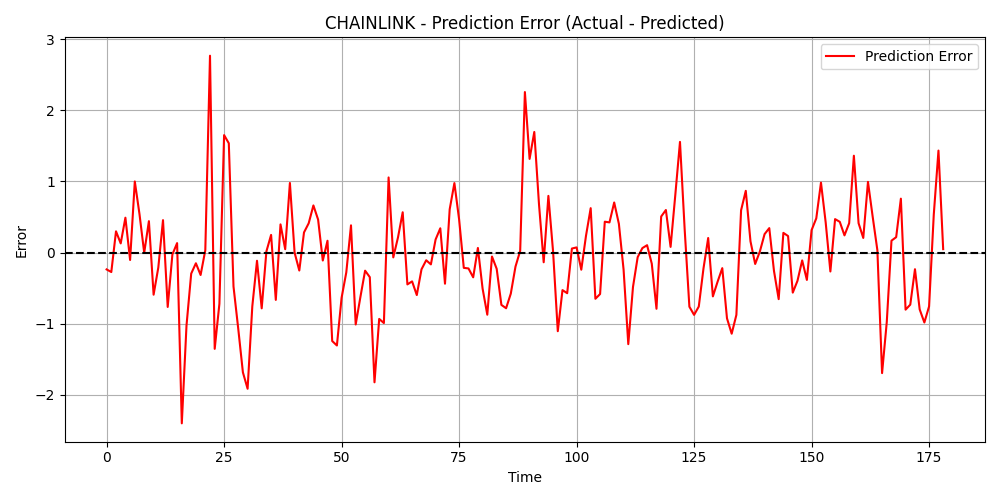 CHAINLINK - Prediction Error (Actual - Predicted)
Prediction Error
3
2
1
0
−1
−2
Error
0 25 50 75 100 125 150 175
Time